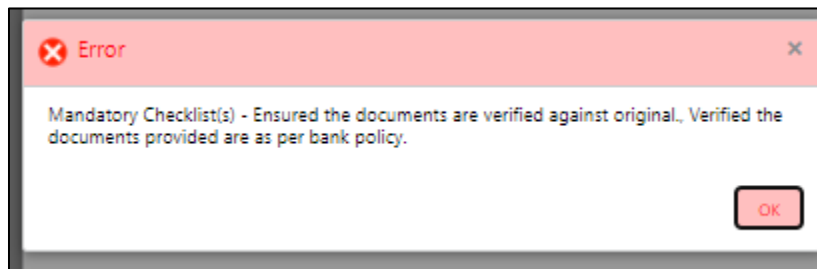 Error
Mandatory Checklist(s) - Ensured the documents are verified against original., Verified the
documents provided are as per bank policy.
OK